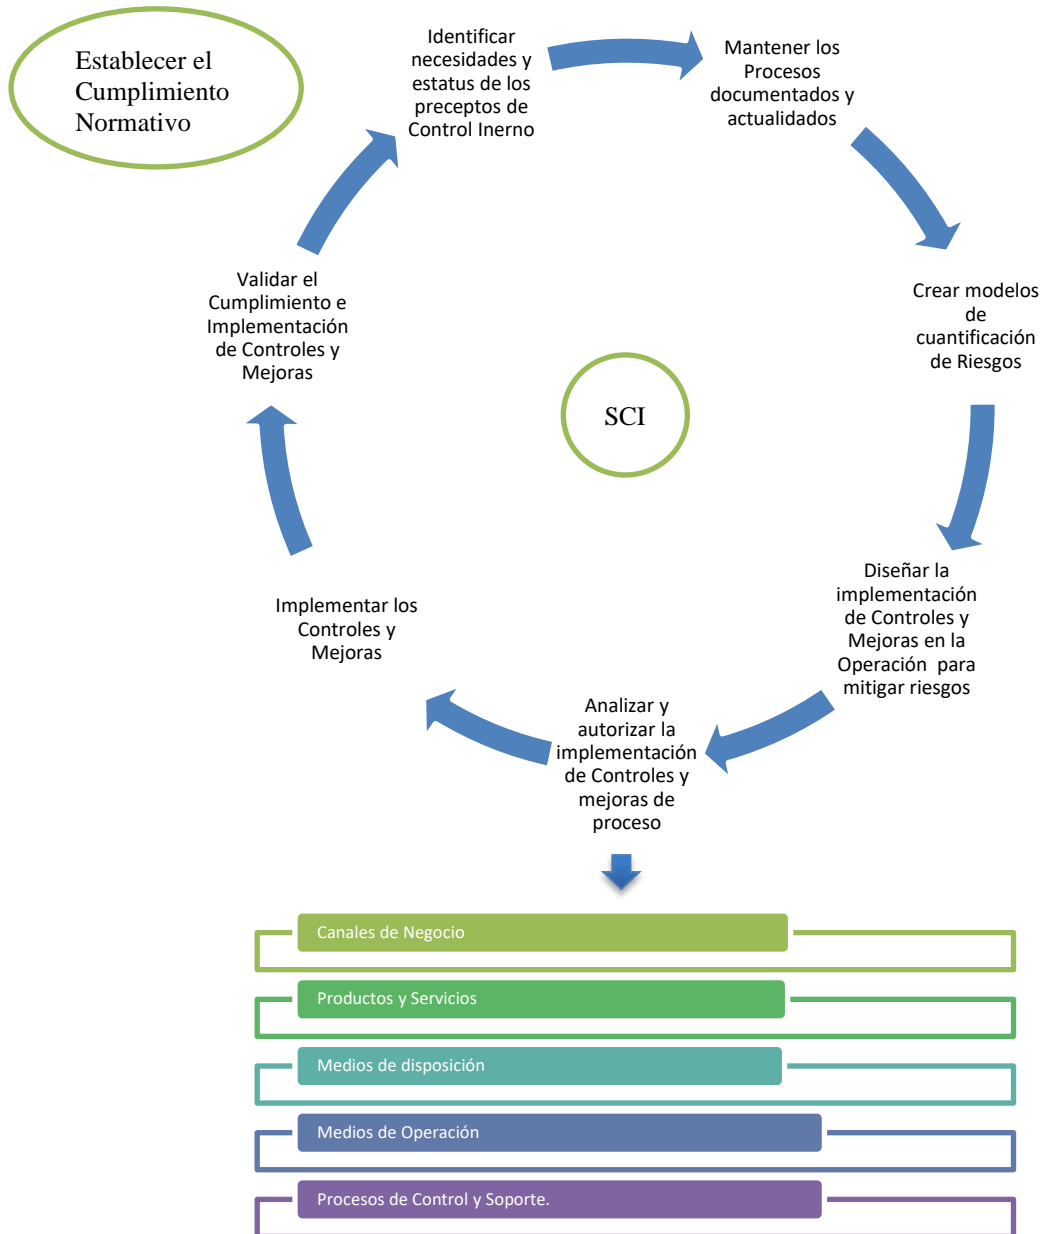 Establecer el
Cumplimiento
Normativo
Identificar
necesidades y
estatus de los
preceptos de
Control Inerno
Mantener los
Procesos
documentados y
actualidados
Crear modelos
de
cuantificación
de Riesgos
Diseñar la
implementación
de Controles y
Mejoras en la
Operación para
mitigar riesgos
Analizar y
autorizar la
implementación
de Controles y
mejoras de
proceso
Implementar los
Controles y
Mejoras
Validar el
Cumplimiento e
Implementación
de Controles y
Mejoras
SCI
Canales de Negocio
Productos y Servicios
Medios de disposición
Medios de Operación
Procesos de Control y Soporte.